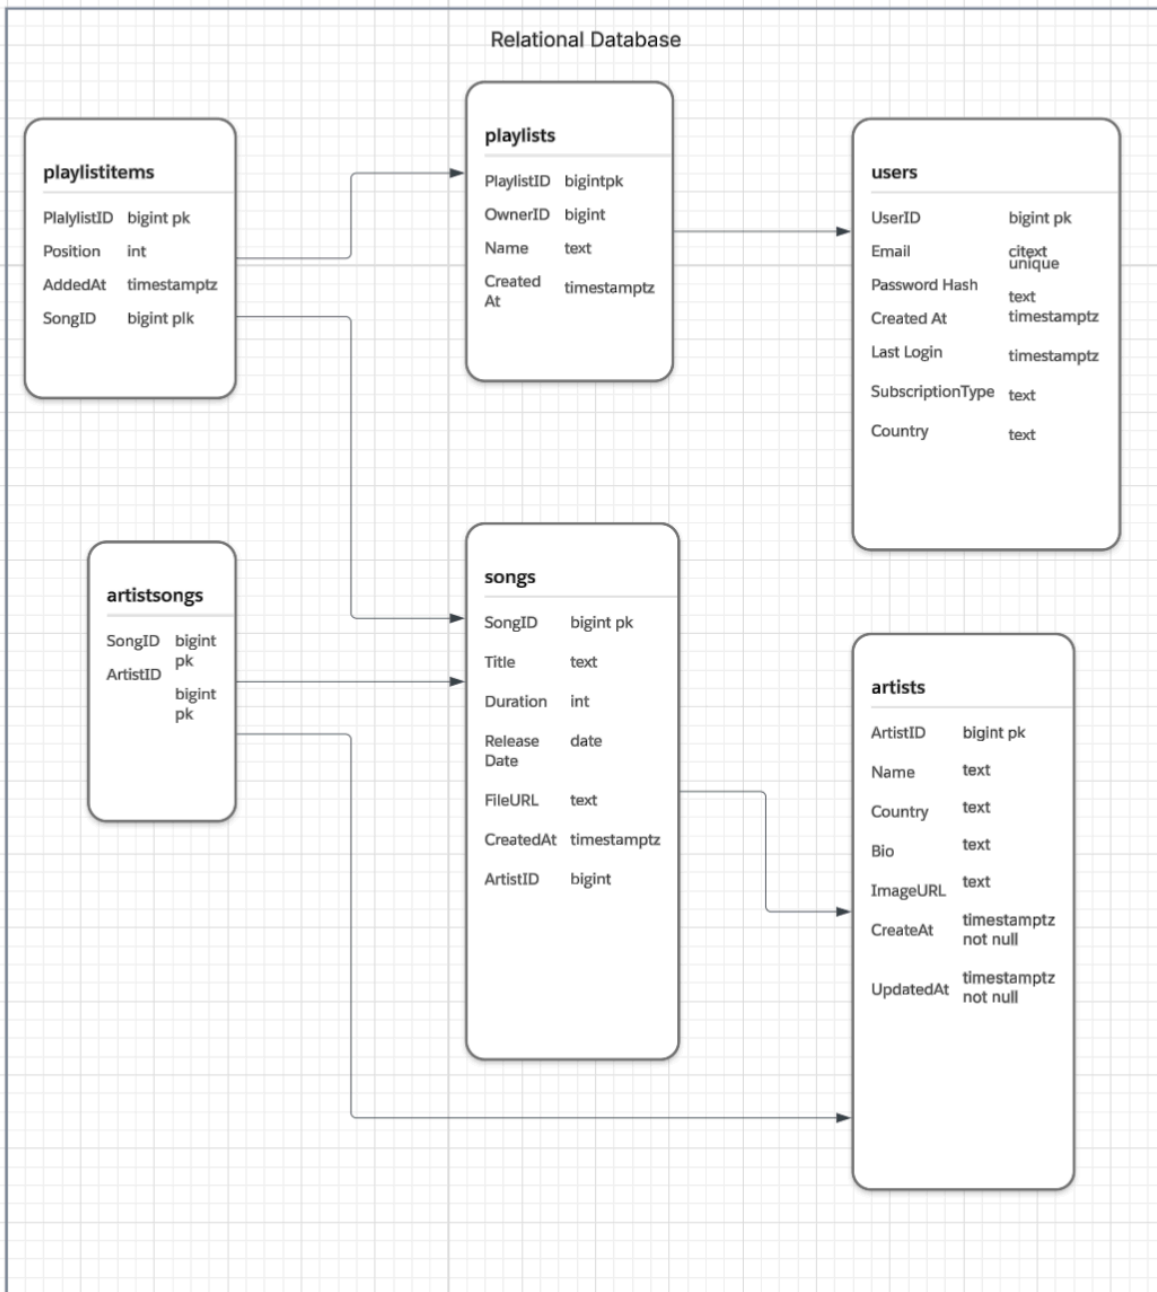 Relational Database
playlistitems
PlalylistID bigint pk
Position int
AddedAt timestamptz
SongID bigint plk
playlists
PlaylistID bigintpk
OwnerID bigint
Name text
Created
At timestamptz
users
UserID bigint pk
Email citext
unique
Password Hash text
Created At timestamptz
Last Login timestamptz
SubscriptionType text
Country text
artistsongs
SongID bigint
pk
ArtistID bigint
pk
songs
SongID bigint pk
Title text
Duration int
Release date
Date
FileURL text
CreatedAt timestamptz
ArtistID bigint
artists
ArtistID bigint pk
Name text
Country text
Bio text
ImageURL text
CreateAt timestamptz
not null
UpdatedAt timestamptz
not null